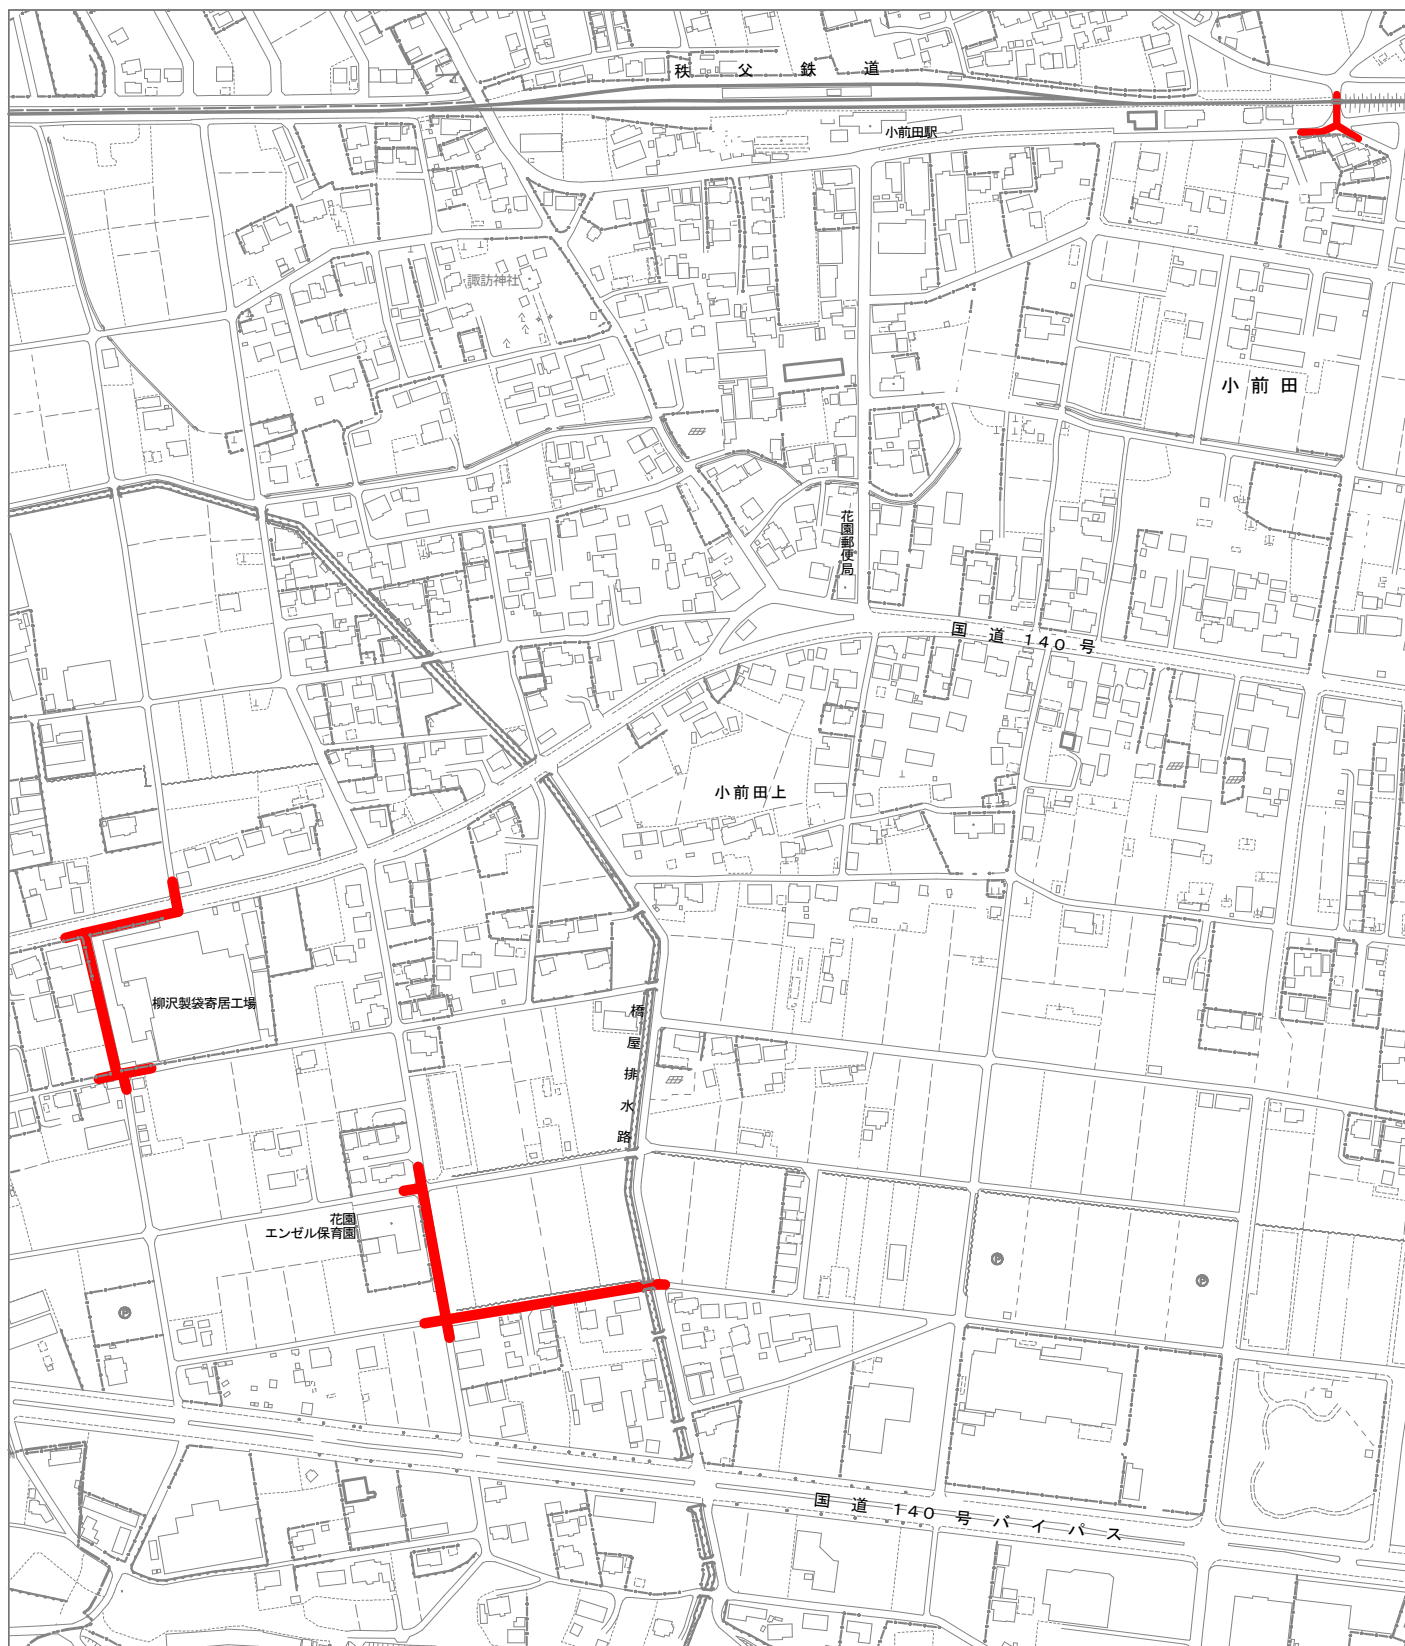 秩父鉄道
小前田駅
諏訪神社
小前田
花園郵便局
国道140号
小前田上
柳沢製袋寄居工場
橋屋排水路
花園
エンゼル保育園
P
P
P
国道140号バイパス